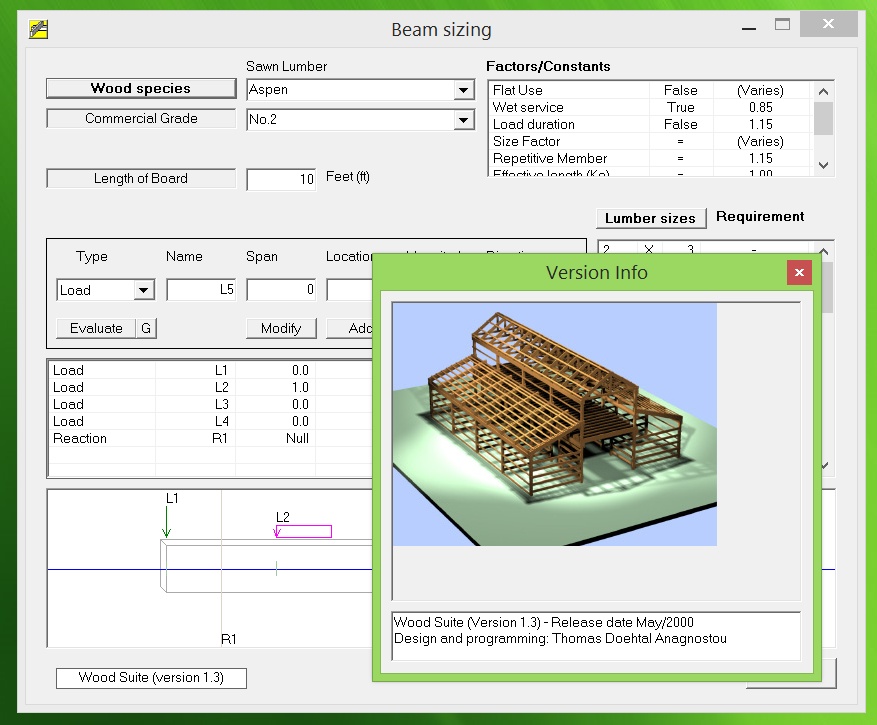 Beam sizing
Sawn Lumber
Factors/Constants
Wood species
Aspen
Flat Use False (Varies)
Wet service True 0.85
Commercial Grade
No.2
Load duration False 1.15
Size Factor = (Varies)
Repetitive Member = 1.15
Effective length (Ke) = 1.00
Length of Board
10 Feet (ft)
Lumber sizes
Requirement
2 X 3 -
Type Name Span Location
Load L5 0
Evaluate G Modify Add
Load L1 0.0
Load L2 1.0
Load L3 0.0
Load L4 0.0
Reaction R1 Null
L1
L2
R1
Wood Suite (version 1.3)
Version Info
Wood Suite (Version 1.3) - Release date May/2000
Design and programming: Thomas Doehtal Anagnostou